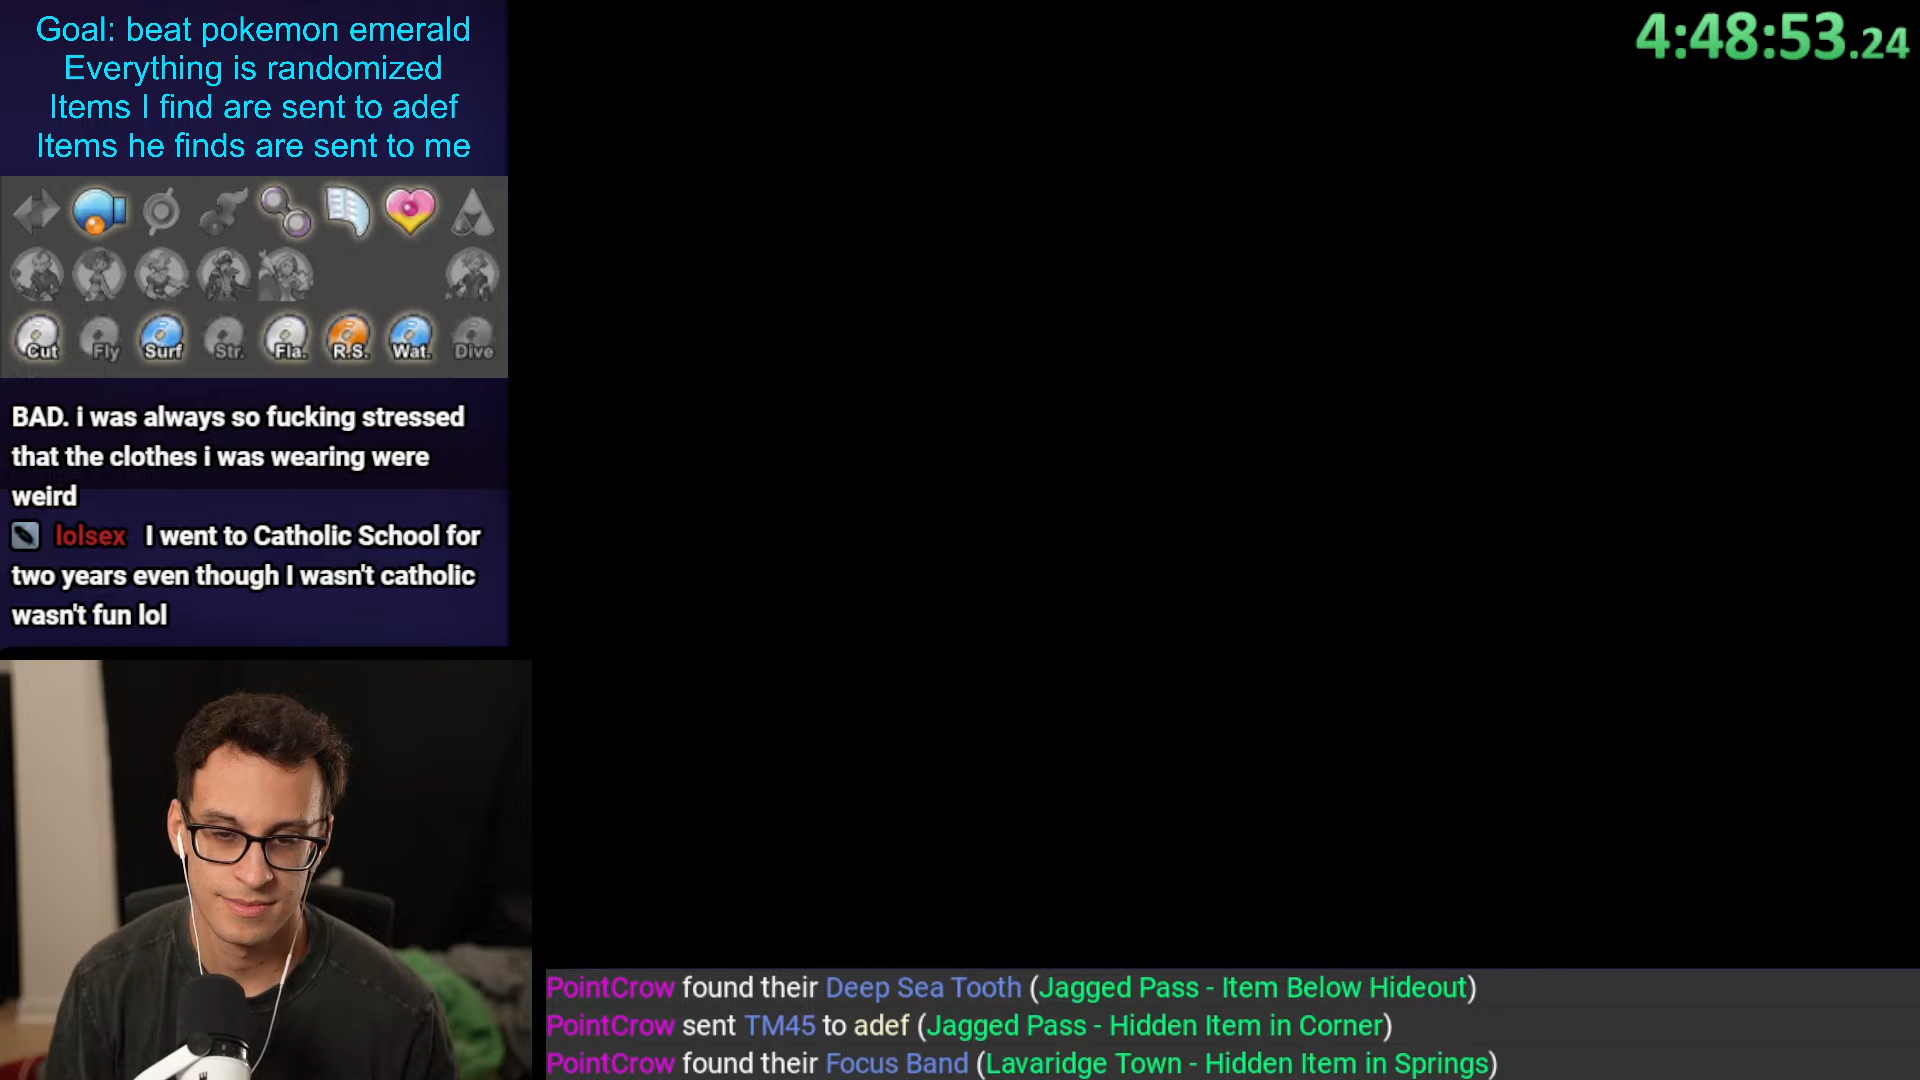 Goal: beat pokemon emerald
Everything is randomized
Items I find are sent to adef
Items he finds are sent to me
4:48:53.24
Cut Fly Surf Str. Fla. R.S. Wat. Dive
BAD. i was always so fucking stressed
that the clothes i was wearing were
weird
lolsex I went to Catholic School for
two years even though I wasn't catholic
wasn't fun lol
PointCrow found their Deep Sea Tooth (Jagged Pass - Item Below Hideout)
PointCrow sent TM45 to adef (Jagged Pass - Hidden Item in Corner)
PointCrow found their Focus Band (Lavaridge Town - Hidden Item in Springs)